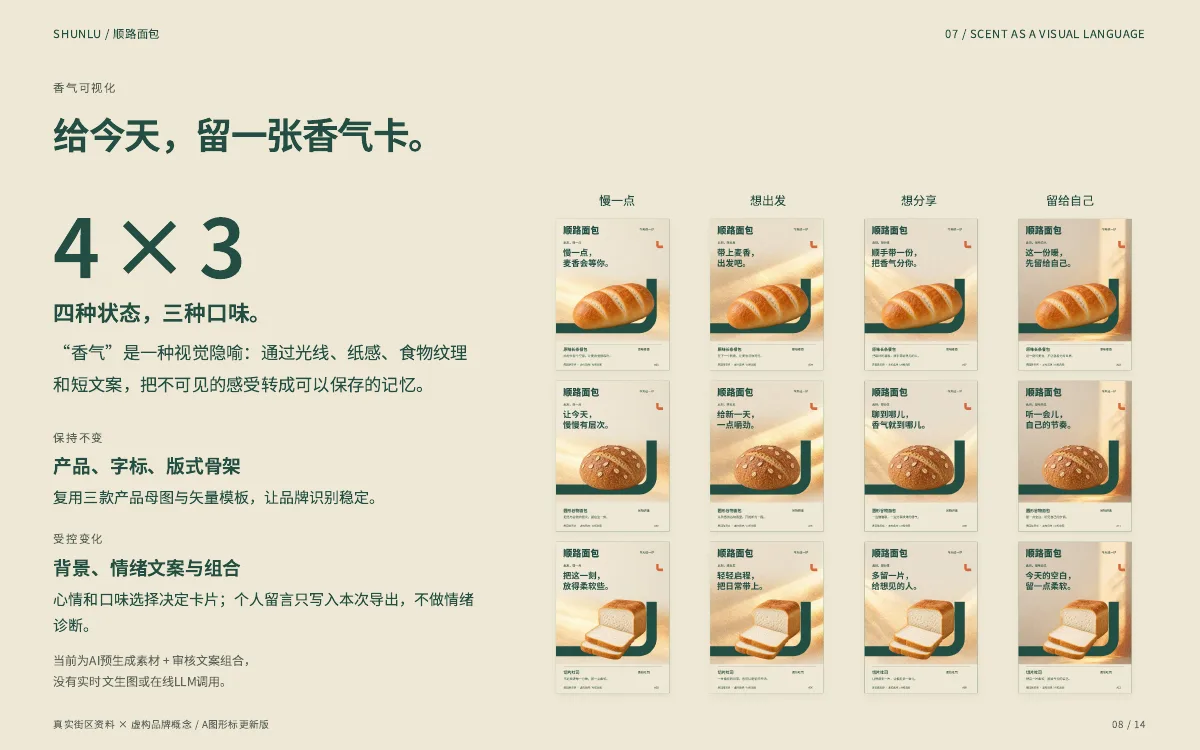 SHUNLU / 顺路面包
07 / SCENT AS A VISUAL LANGUAGE
香气可视化
给今天，留一张香气卡。
4 × 3
四种状态，三种口味。
“香气”是一种视觉隐喻：通过光线、纸感、食物纹理
和短文案，把不可见的感受转成可以保存的记忆。
保持不变
产品、字标、版式骨架
复用三款产品母图与矢量模板，让品牌识别稳定。
受控变化
背景、情绪文案与组合
心情和口味选择决定卡片；个人留言只写入本次导出，不做情绪
诊断。
当前为AI预生成素材 + 审核文案组合，
没有实时文生图或在线LLM调用。
慢一点
想出发
想分享
留给自己
顺路面包
慢一点，
麦香会等你。
顺路面包
带上麦香，
出发吧。
顺路面包
顺手带一份，
把香气分你。
顺路面包
这一份暖，
先留给自己。
顺路面包
让今天，
慢慢有层次。
顺路面包
给新一天，
一点嚼劲。
顺路面包
聊到哪儿，
香气就到哪儿。
顺路面包
听一会儿，
自己的节奏。
顺路面包
把这一刻，
放得柔软些。
顺路面包
轻轻启程，
把日常带上。
顺路面包
多留一片，
给想见的人。
顺路面包
今天的空白，
留一点柔软。
真实街区资料 × 虚构品牌概念 / A图形标更新版
08 / 14